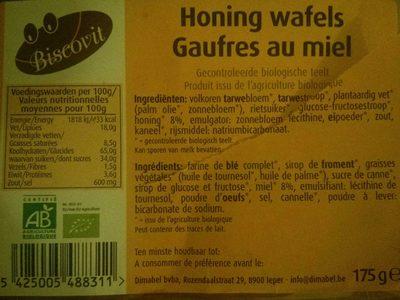 Biscovit
Honing wafels
Gaufres au miel
Gecontroleerde biologische teelt
Produit issu de l'agriculture biologique
Voedingswaarden per 100g/
Valeurs nutritionnelles
moyennes pour 100g
Energie/Energie 1818 kJ/433 kcal
Vet/Lipides 18,0g
Verzadigde vetten/
Graisses saturées 8,5g
Koolhydraten/Glucides 65,0g
waarvan suikers/dont sucres 34,0g
Vezels/Fibres 1,5g
Eiwit/Protéines 3,6g
Zout/sel 600 mg
Ingrediënten: volkoren tarwebloem*, tarwestroop*, plantaardig vet*
(palm olie*, zonnebloem*), rietsuiker*, glucose-fructosestroop*,
honing* 8%, emulgator: zonnebloem lecithine, eipoeder*, zout,
kaneel*, rijsmiddel: natriumbicarbonaat.
* = gecontroleerde biologisch teelt.
Kan sporen van melk bevatten.
Ingrédients: farine de blé complet*, sirop de froment*, graisses
végétales* (huile de tournesol*, huile de palme*), sucre de canne*,
sirop de glucose et fructose*, miel* 8%, emulsifiant: lécithine de
tournesol, poudre d'oeufs*, sel, cannelle*, poudre à lever:
bicarbonate de sodium.
* = issu de l'agriculture biologique
Peut contenir des traces de lait.
CERTIFIÉ
AB
AGRICULTURE
BIOLOGIQUE
Ten minste houdbaar tot:
A consommer de préférence avant le:
175g e
5 425005 488311 >
Dimabel bvba, Rozendaalstraat 29, 8900 Ieper - info@dimabel.be